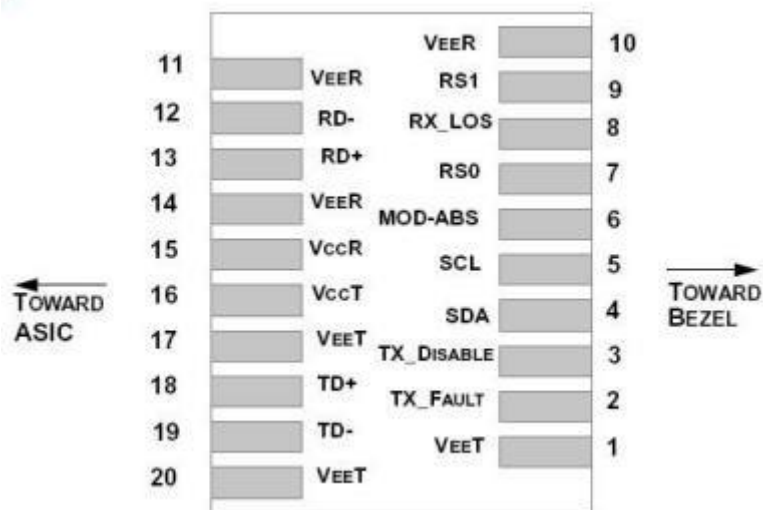 11 VEER
12 RD-
13 RD+
14 VEER
15 VCCR
16 VCCT
17 VEET
18 TD+
19 TD-
20 VEET
VEER 10
RS1 9
RX_LOS 8
RS0 7
MOD-ABS 6
SCL 5
SDA 4
TX_DISABLE 3
TX_FAULT 2
VEET 1
TOWARD
ASIC
TOWARD
BEZEL